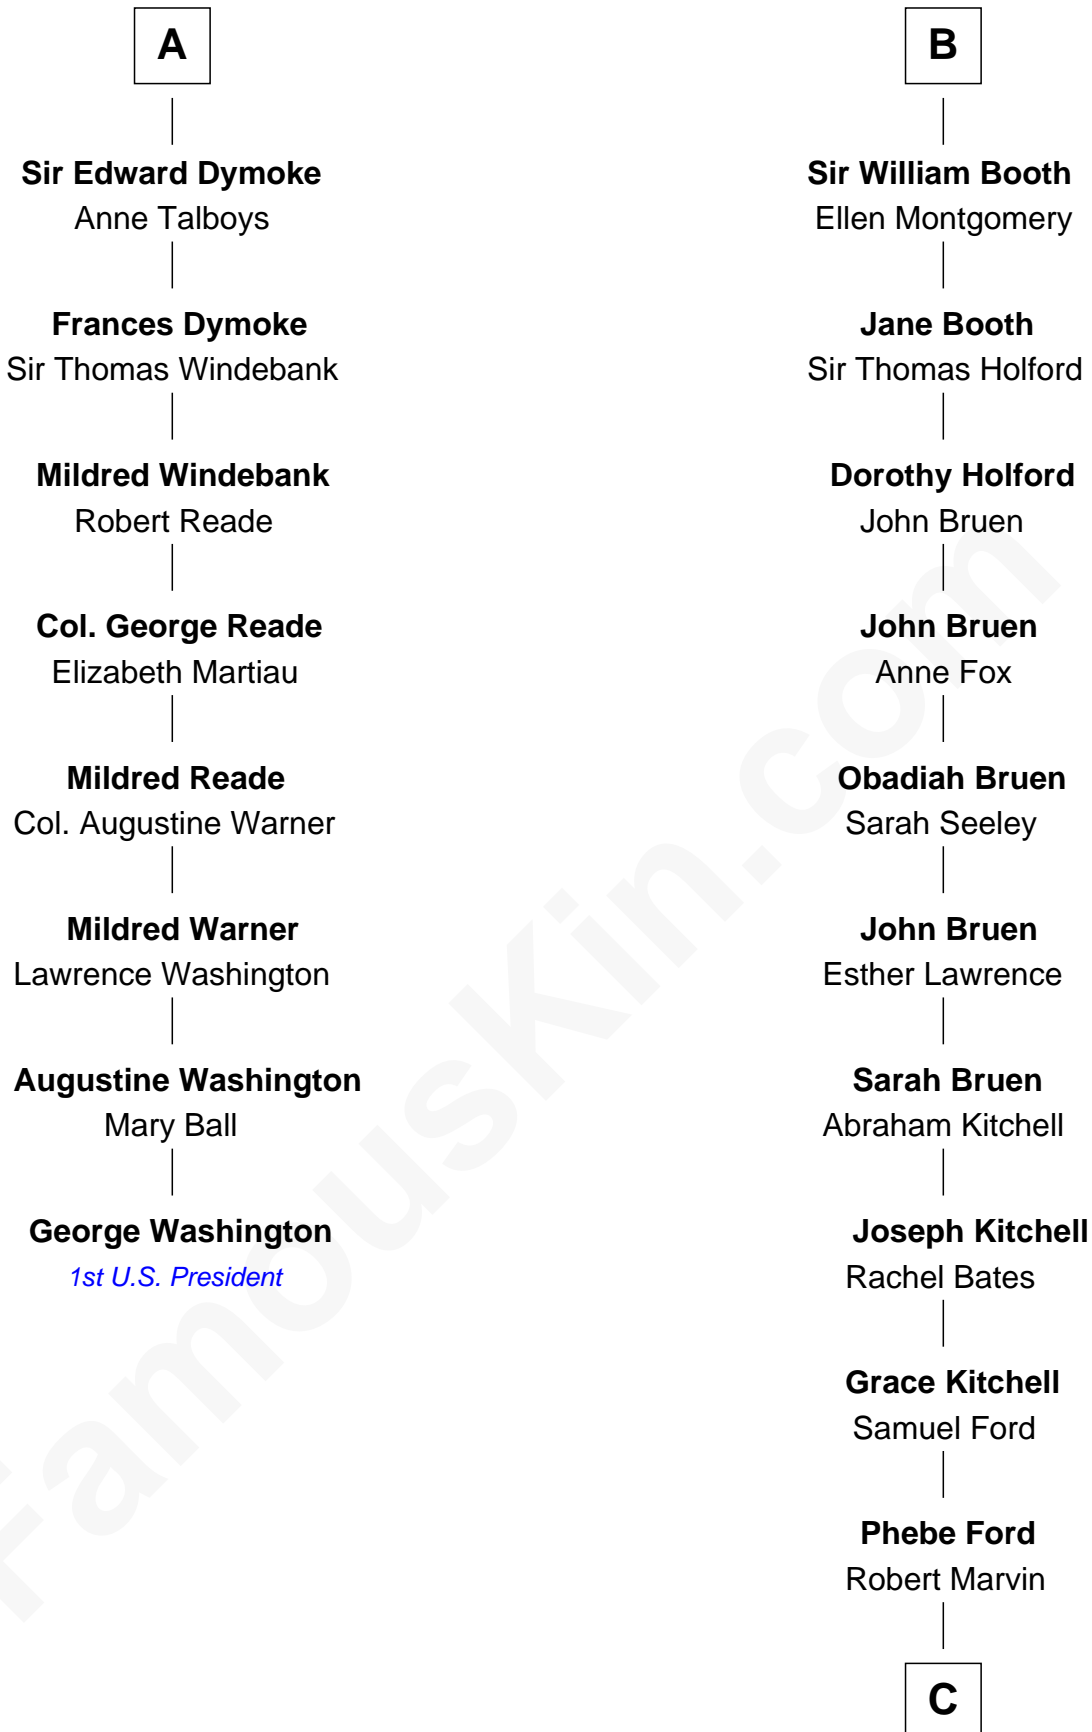 A
Sir Edward Dymoke
Anne Talboys
Frances Dymoke
Sir Thomas Windebank
Mildred Windebank
Robert Reade
Col. George Reade
Elizabeth Martiau
Mildred Reade
Col. Augustine Warner
Mildred Warner
Lawrence Washington
Augustine Washington
Mary Ball
George Washington
1st U.S. President
B
Sir William Booth
Ellen Montgomery
Jane Booth
Sir Thomas Holford
Dorothy Holford
John Bruen
John Bruen
Anne Fox
Obadiah Bruen
Sarah Seeley
John Bruen
Esther Lawrence
Sarah Bruen
Abraham Kitchell
Joseph Kitchell
Rachel Bates
Grace Kitchell
Samuel Ford
Phebe Ford
Robert Marvin
C
FamousKin.com